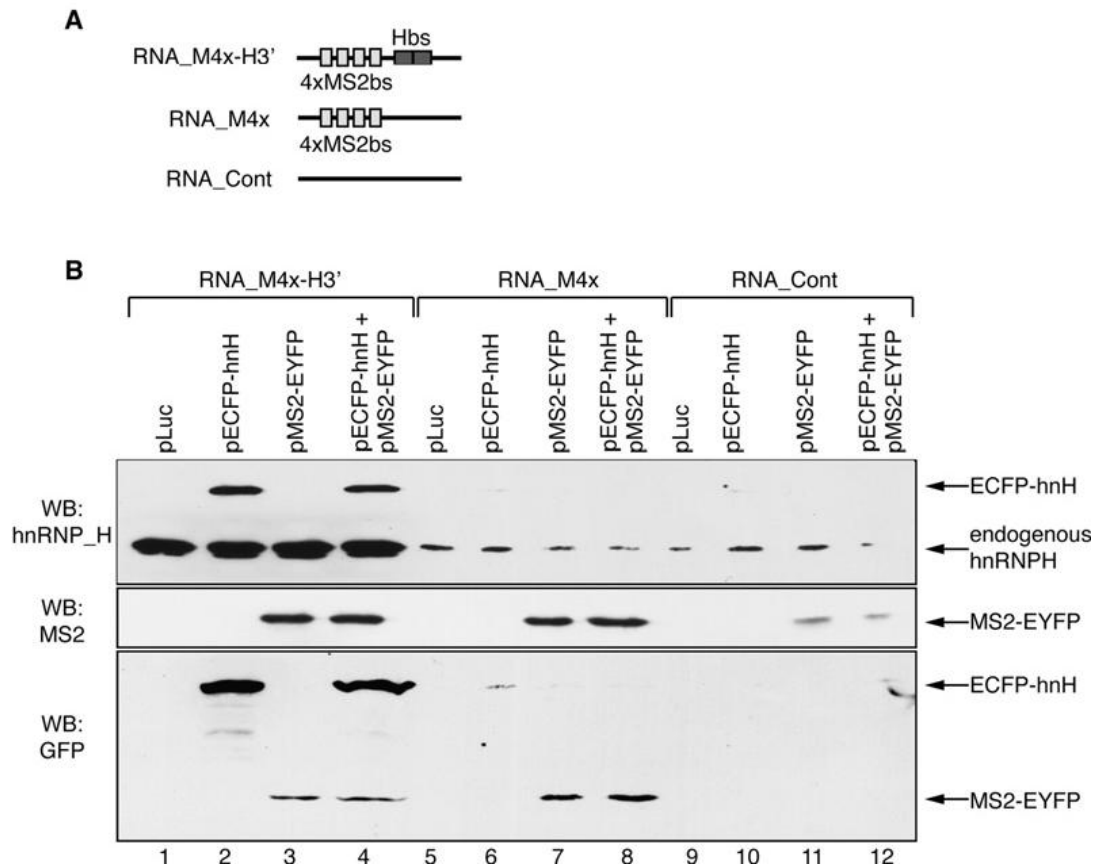 A
RNA_M4x-H3’
Hbs
4xMS2bs
RNA_M4x
4xMS2bs
RNA_Cont
B
RNA_M4x-H3’
RNA_M4x
RNA_Cont
pLuc
pECFP-hnH
pMS2-EYFP
pECFP-hnH +
pMS2-EYFP
pLuc
pECFP-hnH
pMS2-EYFP
pECFP-hnH +
pMS2-EYFP
pLuc
pECFP-hnH
pMS2-EYFP
pECFP-hnH +
pMS2-EYFP
WB:
hnRNP_H
ECFP-hnH
endogenous
hnRNPH
WB:
MS2
MS2-EYFP
WB:
GFP
ECFP-hnH
MS2-EYFP
1 2 3 4 5 6 7 8 9 10 11 12